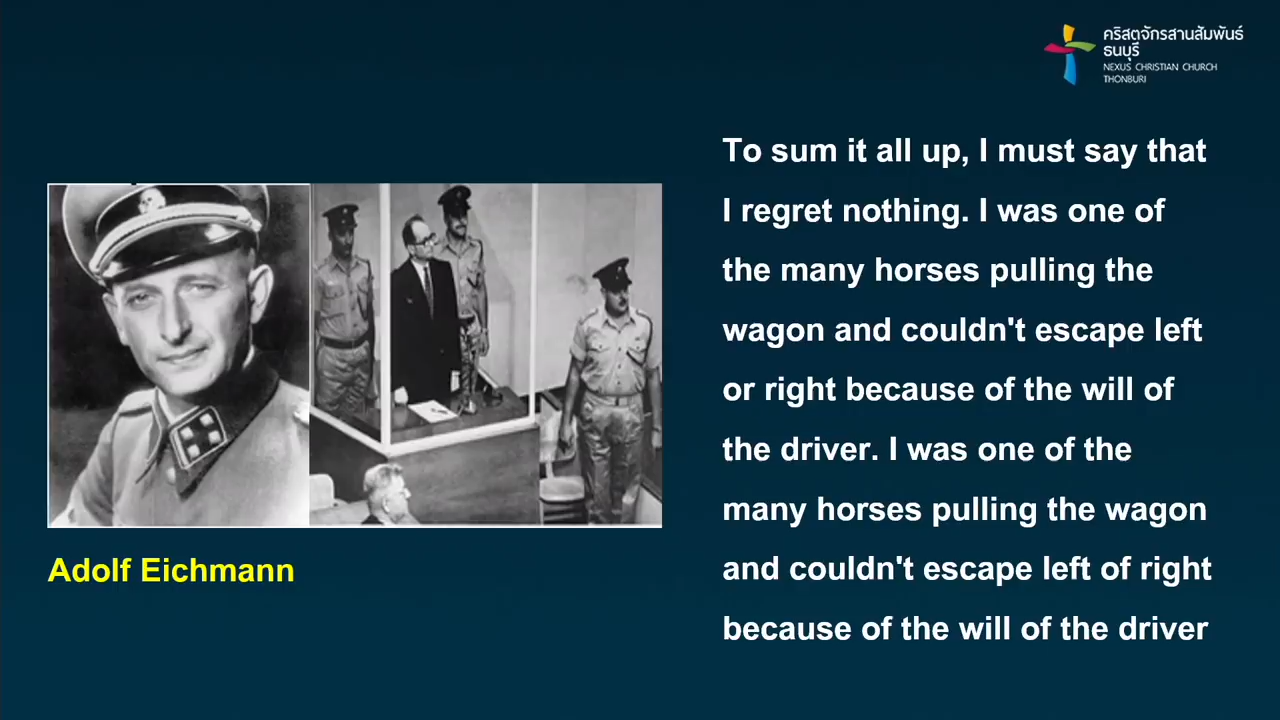 คริสตจักรสานสัมพันธ์
ธนบุรี
NEXUS CHRISTIAN CHURCH
THONBURI
To sum it all up, I must say that
I regret nothing. I was one of
the many horses pulling the
wagon and couldn't escape left
or right because of the will of
the driver. I was one of the
many horses pulling the wagon
and couldn't escape left of right
because of the will of the driver
Adolf Eichmann